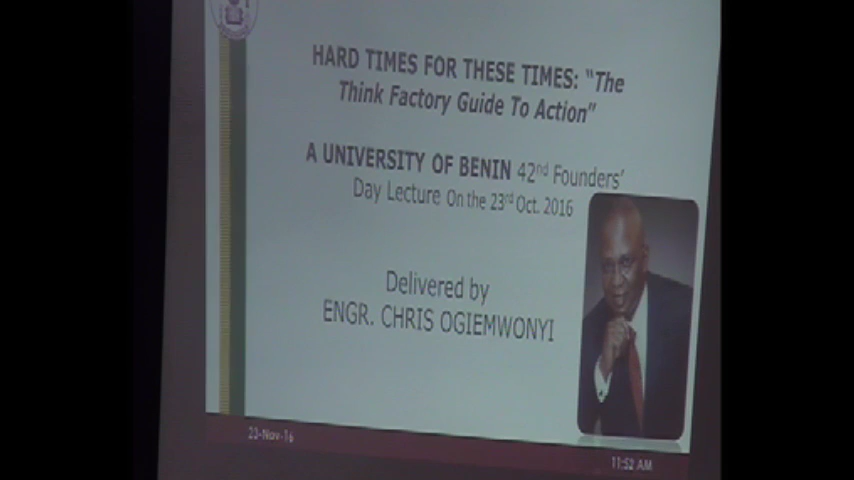 HARD TIMES FOR THESE TIMES: "The
Think Factory Guide To Action"
A UNIVERSITY OF BENIN 42nd Founders'
Day Lecture On the 23rd Oct. 2016
Delivered by
ENGR. CHRIS OGIEMWONYI
23-Nov-16
11:52 AM